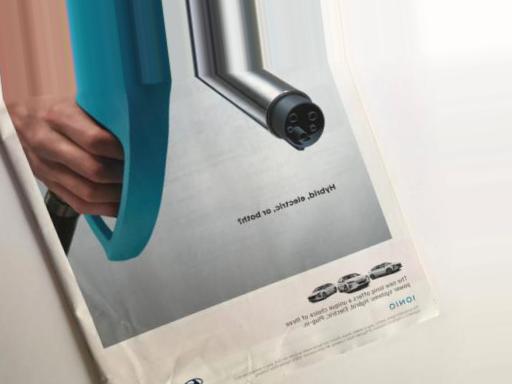 Hybrid, electric, or both?
The new Ioniq offers a unique choice of three
power systems: Hybrid, Electric, Plug-in.
IONIQ